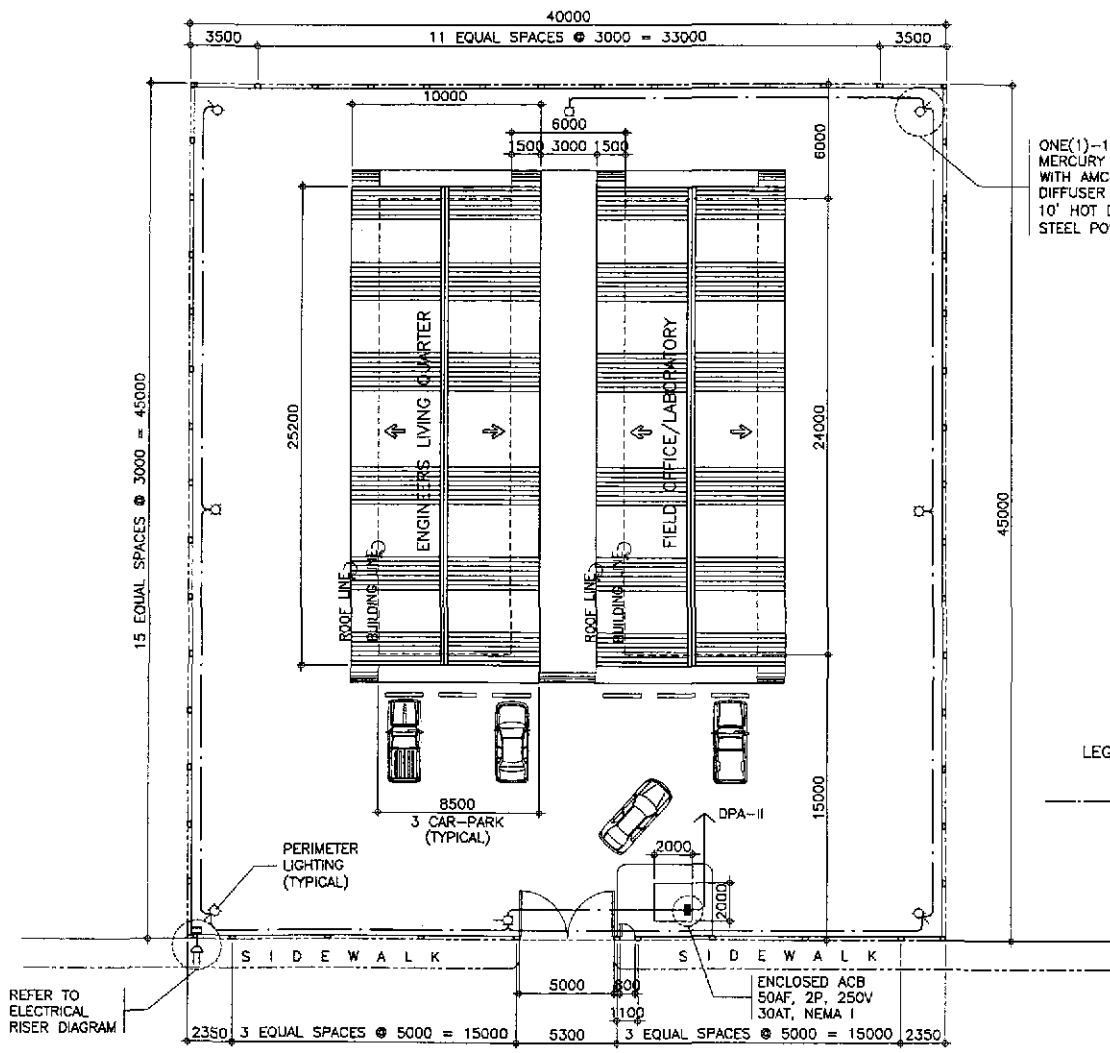 40000
3500
11 EQUAL SPACES @ 3000 = 33000
3500
10000
6000
1500
3000
1500
6000
ONE(1)-1
MERCURY
WITH AMC
DIFFUSER
10' HOT D
STEEL PO
15 EQUAL SPACES @ 3000 = 45000
25200
ENGINEERS LIVING QUARTER
FIELD OFFICE/LABORATORY
24000
45000
ROOF LINE
BUILDING LINE
ROOF LINE
BUILDING LINE
LEG
8500
3 CAR-PARK
(TYPICAL)
15000
DPA-II
2000
2000
PERIMETER
LIGHTING
(TYPICAL)
SIDEWALK
SIDEWALK
REFER TO
ELECTRICAL
RISER DIAGRAM
5000
1100
ENCLOSED ACB
50AF, 2P, 250V
30AT, NEMA I
2350
3 EQUAL SPACES @ 5000 = 15000
5300
3 EQUAL SPACES @ 5000 = 15000
2350